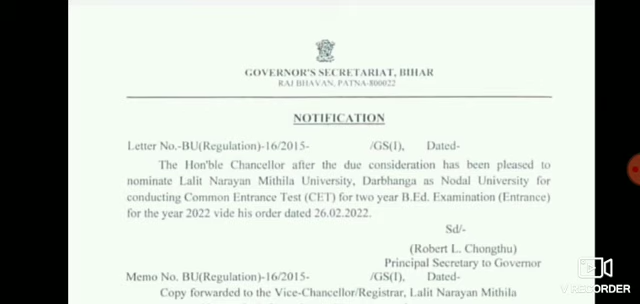 GOVERNOR'S SECRETARIAT, BIHAR
RAJ BHAVAN, PATNA-800022
NOTIFICATION
Letter No.-BU(Regulation)-16/2015- /GS(I), Dated-
The Hon'ble Chancellor after the due consideration has been pleased to
nominate Lalit Narayan Mithila University, Darbhanga as Nodal University for
conducting Common Entrance Test (CET) for two year B.Ed. Examination (Entrance)
for the year 2022 vide his order dated 26.02.2022.
Sd/-
(Robert L. Chongthu)
Principal Secretary to Governor
Memo No. BU(Regulation)-16/2015- /GS(I), Dated-
Copy forwarded to the Vice-Chancellor/Registrar, Lalit Narayan Mithila
V RECORDER